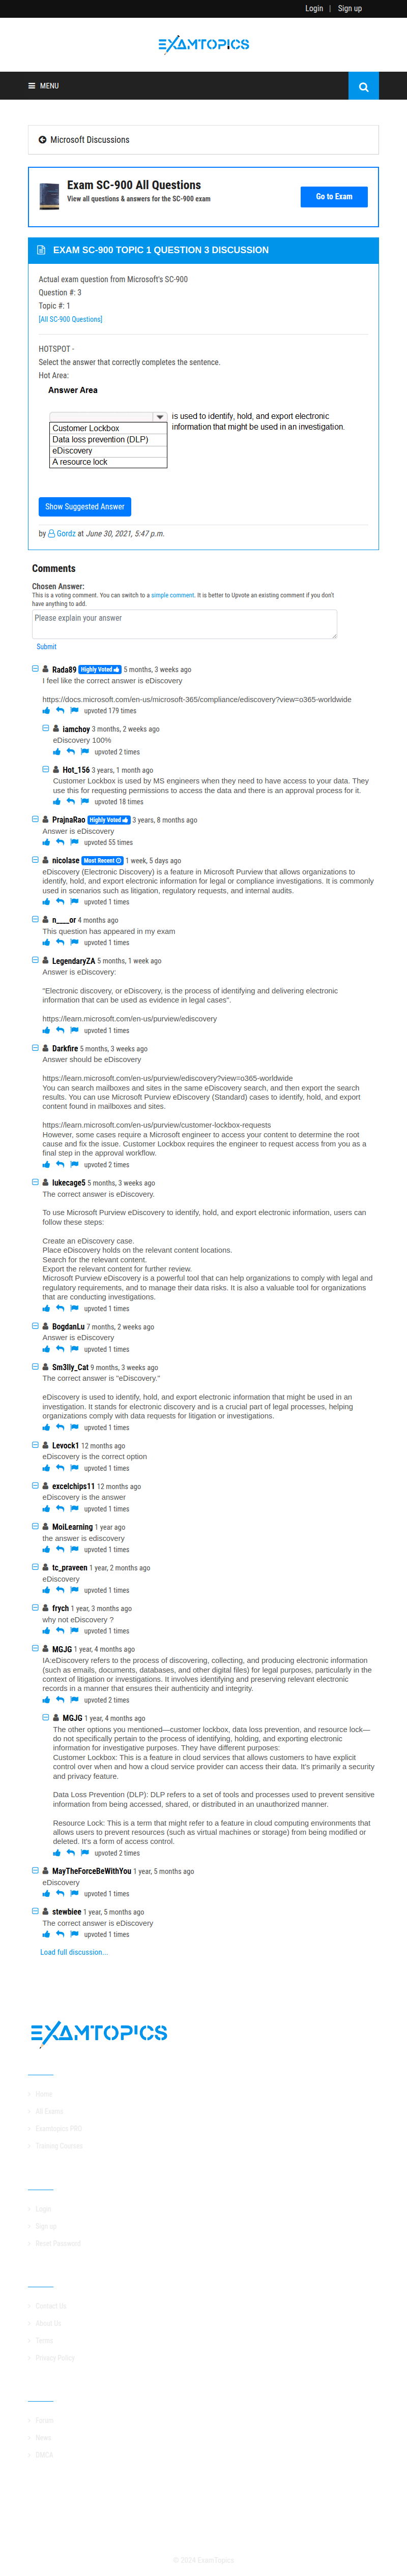 Login | Sign up
EXAMTOPICS
MENU
Microsoft Discussions
Exam SC-900 All Questions
View all questions & answers for the SC-900 exam
Go to Exam
EXAM SC-900 TOPIC 1 QUESTION 3 DISCUSSION
Actual exam question from Microsoft's SC-900
Question #: 3
Topic #: 1
[All SC-900 Questions]
HOTSPOT -
Select the answer that correctly completes the sentence.
Hot Area:
Answer Area
is used to identify, hold, and export electronic
information that might be used in an investigation.
Customer Lockbox
Data loss prevention (DLP)
eDiscovery
A resource lock
Show Suggested Answer
by Gordz at June 30, 2021, 5:47 p.m.
Comments
Chosen Answer:
This is a voting comment. You can switch to a simple comment. It is better to Upvote an existing comment if you don't
have anything to add.
Please explain your answer
Submit
Rada89 Highly Voted 5 months, 3 weeks ago
I feel like the correct answer is eDiscovery
https://docs.microsoft.com/en-us/microsoft-365/compliance/ediscovery?view=o365-worldwide
upvoted 179 times
iamchoy 3 months, 2 weeks ago
eDiscovery 100%
upvoted 2 times
Hot_156 3 years, 1 month ago
Customer Lockbox is used by MS engineers when they need to have access to your data. They
use this for requesting permissions to access the data and there is an approval process for it.
upvoted 18 times
PrajnaRao Highly Voted 3 years, 8 months ago
Answer is eDiscovery
upvoted 55 times
nicolase Most Recent 1 week, 5 days ago
eDiscovery (Electronic Discovery) is a feature in Microsoft Purview that allows organizations to
identify, hold, and export electronic information for legal or compliance investigations. It is commonly
used in scenarios such as litigation, regulatory requests, and internal audits.
upvoted 1 times
n___or 4 months ago
This question has appeared in my exam
upvoted 1 times
LegendaryZA 5 months, 1 week ago
Answer is eDiscovery:
"Electronic discovery, or eDiscovery, is the process of identifying and delivering electronic
information that can be used as evidence in legal cases".
https://learn.microsoft.com/en-us/purview/ediscovery
upvoted 1 times
Darkfire 5 months, 3 weeks ago
Answer should be eDiscovery
https://learn.microsoft.com/en-us/purview/ediscovery?view=o365-worldwide
You can search mailboxes and sites in the same eDiscovery search, and then export the search
results. You can use Microsoft Purview eDiscovery (Standard) cases to identify, hold, and export
content found in mailboxes and sites.
https://learn.microsoft.com/en-us/purview/customer-lockbox-requests
However, some cases require a Microsoft engineer to access your content to determine the root
cause and fix the issue. Customer Lockbox requires the engineer to request access from you as a
final step in the approval workflow.
upvoted 2 times
lukecage5 5 months, 3 weeks ago
The correct answer is eDiscovery.
To use Microsoft Purview eDiscovery to identify, hold, and export electronic information, users can
follow these steps:
Create an eDiscovery case.
Place eDiscovery holds on the relevant content locations.
Search for the relevant content.
Export the relevant content for further review.
Microsoft Purview eDiscovery is a powerful tool that can help organizations to comply with legal and
regulatory requirements, and to manage their data risks. It is also a valuable tool for organizations
that are conducting investigations.
upvoted 1 times
BogdanLu 7 months, 2 weeks ago
Answer is eDiscovery
upvoted 1 times
Sm3lly_Cat 9 months, 3 weeks ago
The correct answer is "eDiscovery."
eDiscovery is used to identify, hold, and export electronic information that might be used in an
investigation. It stands for electronic discovery and is a crucial part of legal processes, helping
organizations comply with data requests for litigation or investigations.
upvoted 1 times
Levock1 12 months ago
eDiscovery is the correct option
upvoted 1 times
excelchips11 12 months ago
eDiscovery is the answer
upvoted 1 times
MoiLearning 1 year ago
the answer is ediscovery
upvoted 1 times
tc_praveen 1 year, 2 months ago
eDiscovery
upvoted 1 times
frych 1 year, 3 months ago
why not eDiscovery ?
upvoted 1 times
MGJG 1 year, 4 months ago
IA:eDiscovery refers to the process of discovering, collecting, and producing electronic information
(such as emails, documents, databases, and other digital files) for legal purposes, particularly in the
context of litigation or investigations. It involves identifying and preserving relevant electronic
records in a manner that ensures their authenticity and integrity.
upvoted 2 times
MGJG 1 year, 4 months ago
The other options you mentioned—customer lockbox, data loss prevention, and resource lock—
do not specifically pertain to the process of identifying, holding, and exporting electronic
information for investigative purposes. They have different purposes:
Customer Lockbox: This is a feature in cloud services that allows customers to have explicit
control over when and how a cloud service provider can access their data. It's primarily a security
and privacy feature.
Data Loss Prevention (DLP): DLP refers to a set of tools and processes used to prevent sensitive
information from being accessed, shared, or distributed in an unauthorized manner.
Resource Lock: This is a term that might refer to a feature in cloud computing environments that
allows users to prevent resources (such as virtual machines or storage) from being modified or
deleted. It's a form of access control.
upvoted 2 times
MayTheForceBeWithYou 1 year, 5 months ago
eDiscovery
upvoted 1 times
stewbiee 1 year, 5 months ago
The correct answer is eDiscovery
upvoted 1 times
Load full discussion...
EXAMTOPICS
Home
All Exams
Examtopics PRO
Training Courses
Login
Sign up
Reset Password
Contact Us
About Us
Terms
Privacy Policy
Forum
News
DMCA
© 2024 ExamTopics